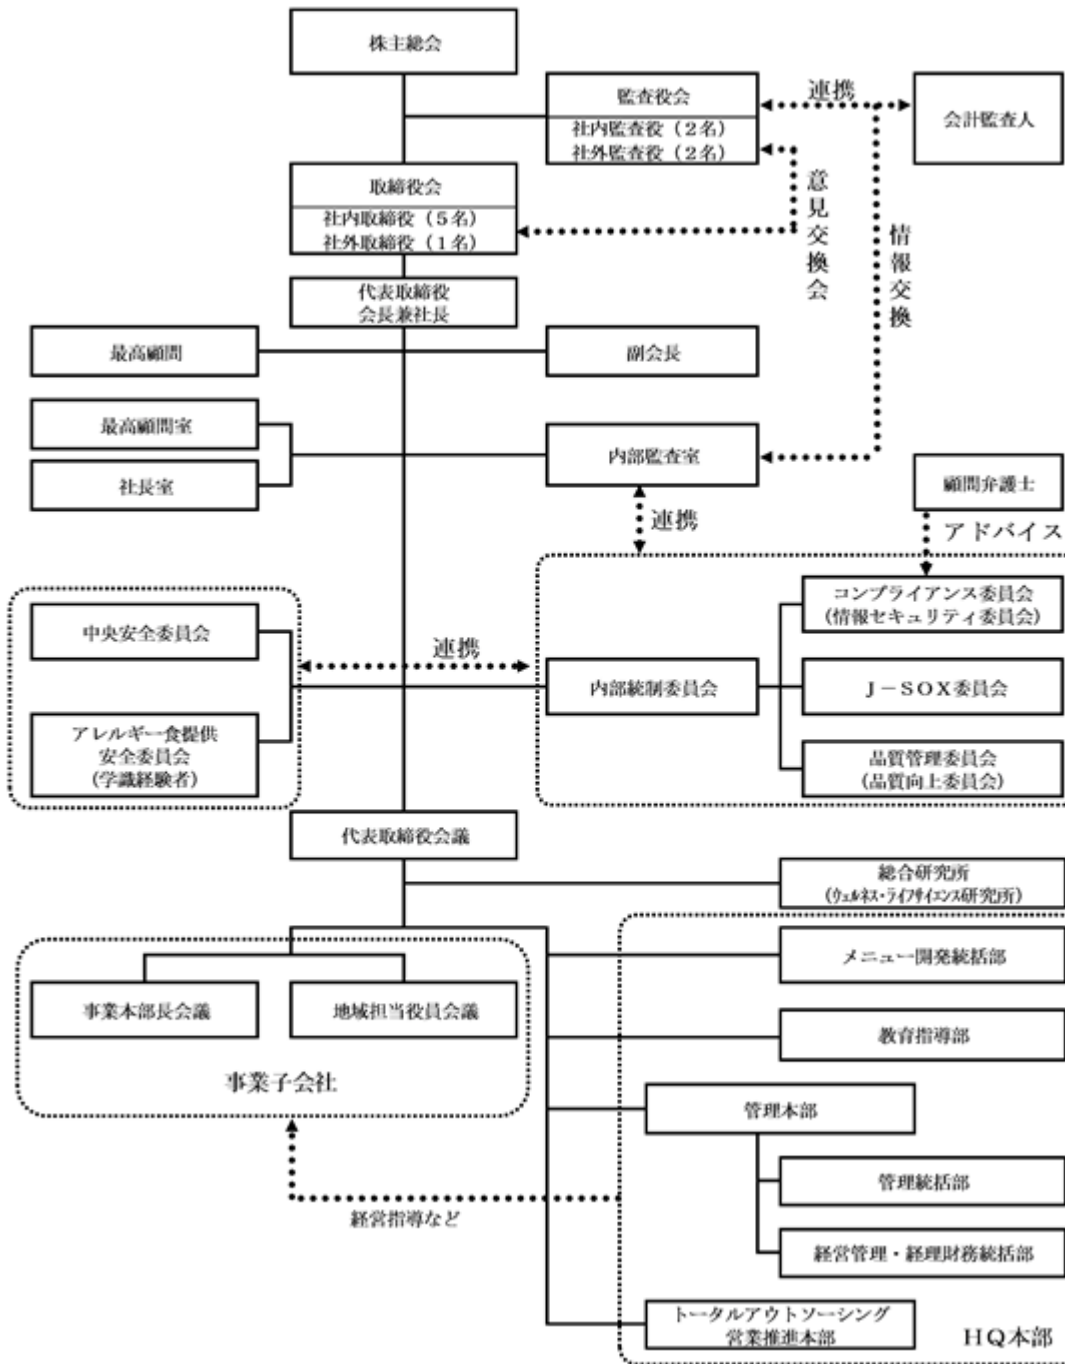 株主総会
監査役会
社内監査役（２名）
社外監査役（２名）
連携
会計監査人
取締役会
社内取締役（５名）
社外取締役（１名）
意見交換会
情報交換
代表取締役
会長兼社長
最高顧問
副会長
最高顧問室
社長室
内部監査室
顧問弁護士
連携
アドバイス
コンプライアンス委員会
(情報セキュリティ委員会)
中央安全委員会
連携
内部統制委員会
Ｊ－ＳＯＸ委員会
アレルギー食提供
安全委員会
(学識経験者)
品質管理委員会
(品質向上委員会)
代表取締役会議
総合研究所
(ウェルネス・ライフサイエンス研究所)
メニュー開発統括部
事業本部長会議
地域担当役員会議
教育指導部
事業子会社
管理本部
管理統括部
経営指導など
経営管理・経理財務統括部
トータルアウトソーシング
営業推進本部
ＨＱ本部